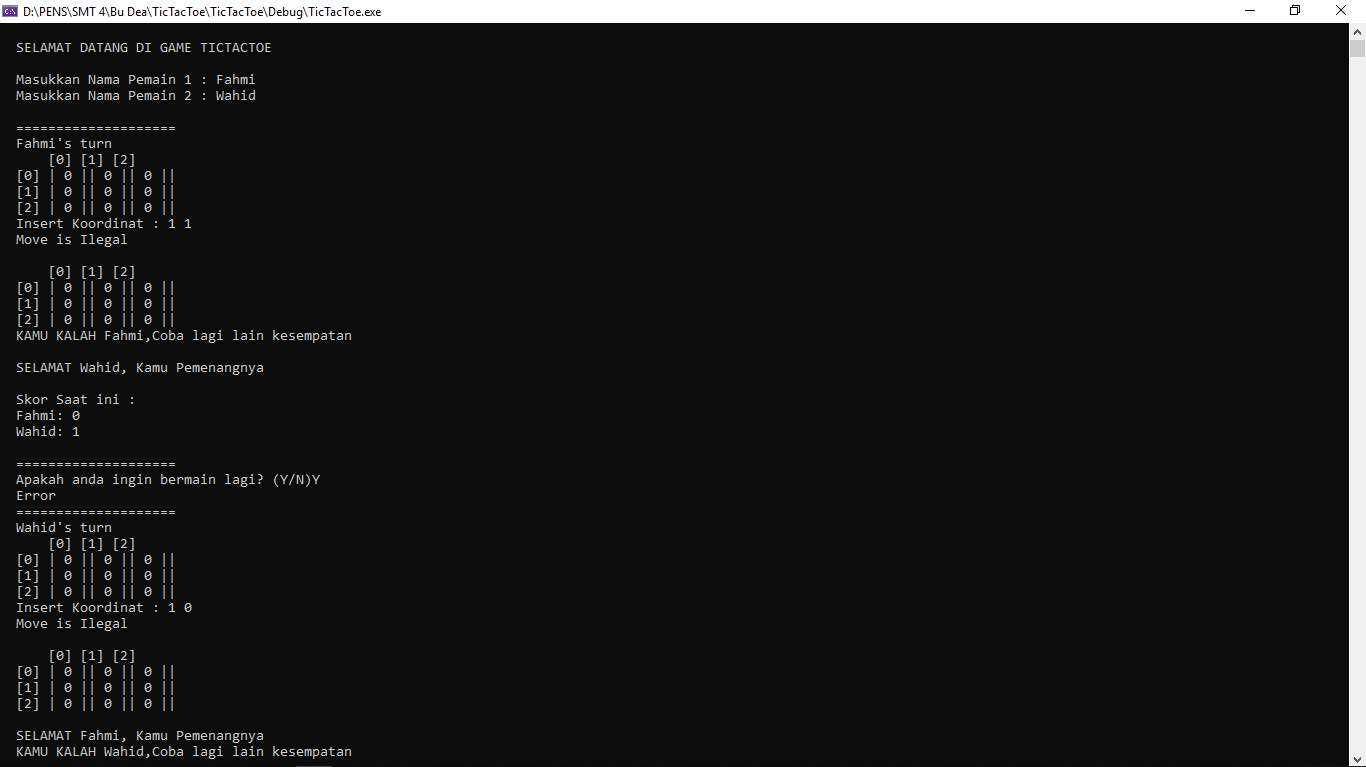 D:\PENS\SMT 4\Bu Dea\TicTacToe\TicTacToe\Debug\TicTacToe.exe
SELAMAT DATANG DI GAME TICTACTOE
Masukkan Nama Pemain 1 : Fahmi
Masukkan Nama Pemain 2 : Wahid
====================
Fahmi's turn
    [0] [1] [2]
[0] | 0 || 0 || 0 ||
[1] | 0 || 0 || 0 ||
[2] | 0 || 0 || 0 ||
Insert Koordinat : 1 1
Move is Ilegal
    [0] [1] [2]
[0] | 0 || 0 || 0 ||
[1] | 0 || 0 || 0 ||
[2] | 0 || 0 || 0 ||
KAMU KALAH Fahmi,Coba lagi lain kesempatan
SELAMAT Wahid, Kamu Pemenangnya
Skor Saat ini :
Fahmi: 0
Wahid: 1
====================
Apakah anda ingin bermain lagi? (Y/N)Y
Error
====================
Wahid's turn
    [0] [1] [2]
[0] | 0 || 0 || 0 ||
[1] | 0 || 0 || 0 ||
[2] | 0 || 0 || 0 ||
Insert Koordinat : 1 0
Move is Ilegal
    [0] [1] [2]
[0] | 0 || 0 || 0 ||
[1] | 0 || 0 || 0 ||
[2] | 0 || 0 || 0 ||
SELAMAT Fahmi, Kamu Pemenangnya
KAMU KALAH Wahid,Coba lagi lain kesempatan